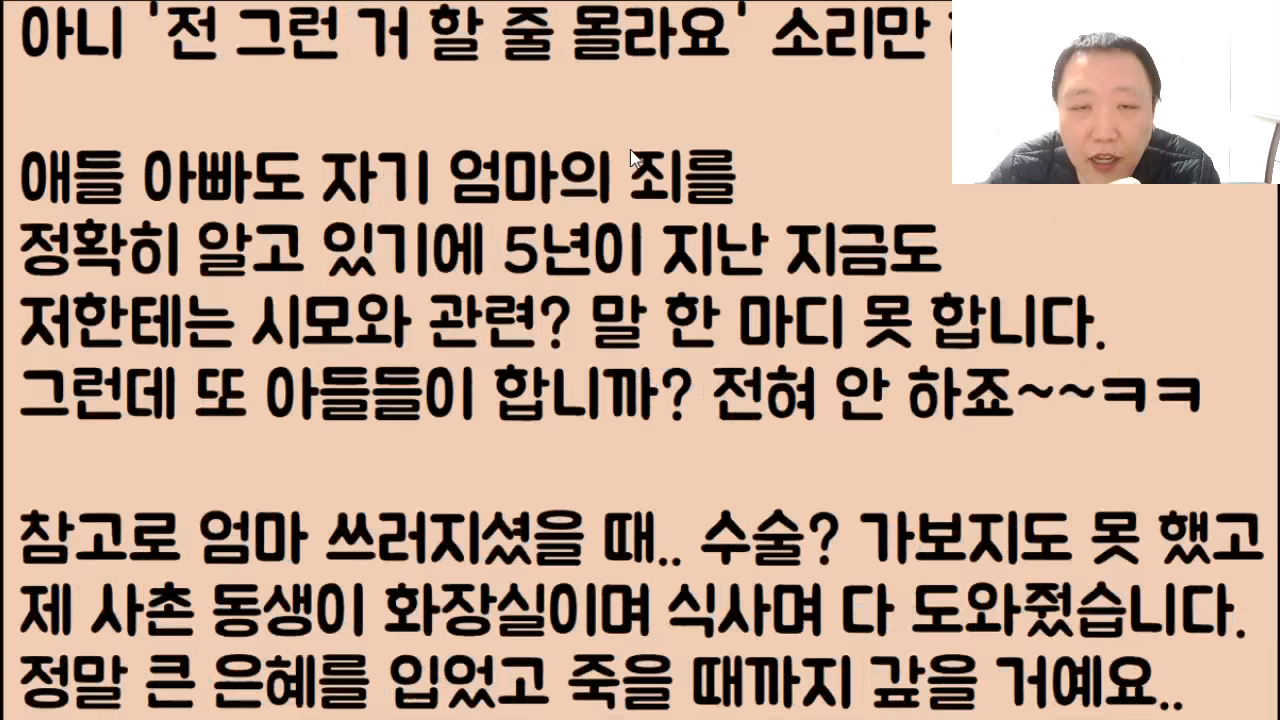 아니 '전 그런 거 할 줄 몰라요' 소리만
애들 아빠도 자기 엄마의 죄를
정확히 알고 있기에 5년이 지난 지금도
저한테는 시모와 관련? 말 한 마디 못 합니다.
그런데 또 아들들이 합니까? 전혀 안 하죠~~ㅋㅋ
참고로 엄마 쓰러지셨을 때.. 수술? 가보지도 못 했고
제 사촌 동생이 화장실이며 식사며 다 도와줬습니다.
정말 큰 은혜를 입었고 죽을 때까지 갚을 거예요..